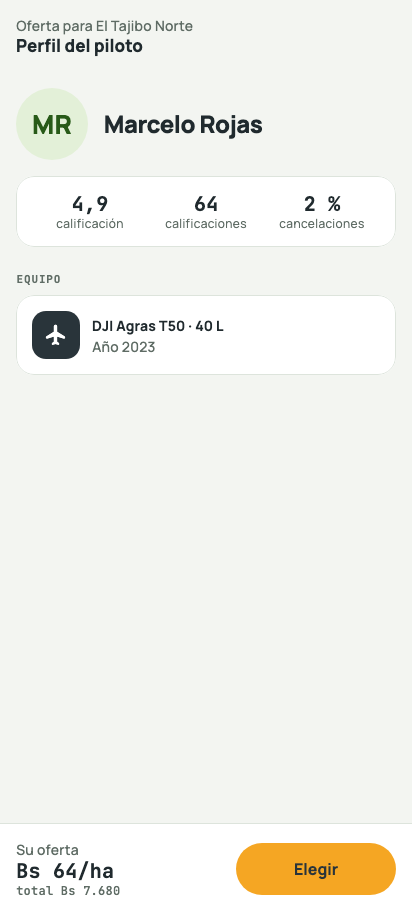 Oferta para El Tajibo Norte
Perfil del piloto
MR
Marcelo Rojas
4,9
calificación
64
calificaciones
2 %
cancelaciones
EQUIPO
DJI Agras T50 · 40 L
Año 2023
Su oferta
Bs 64/ha
total Bs 7.680
Elegir